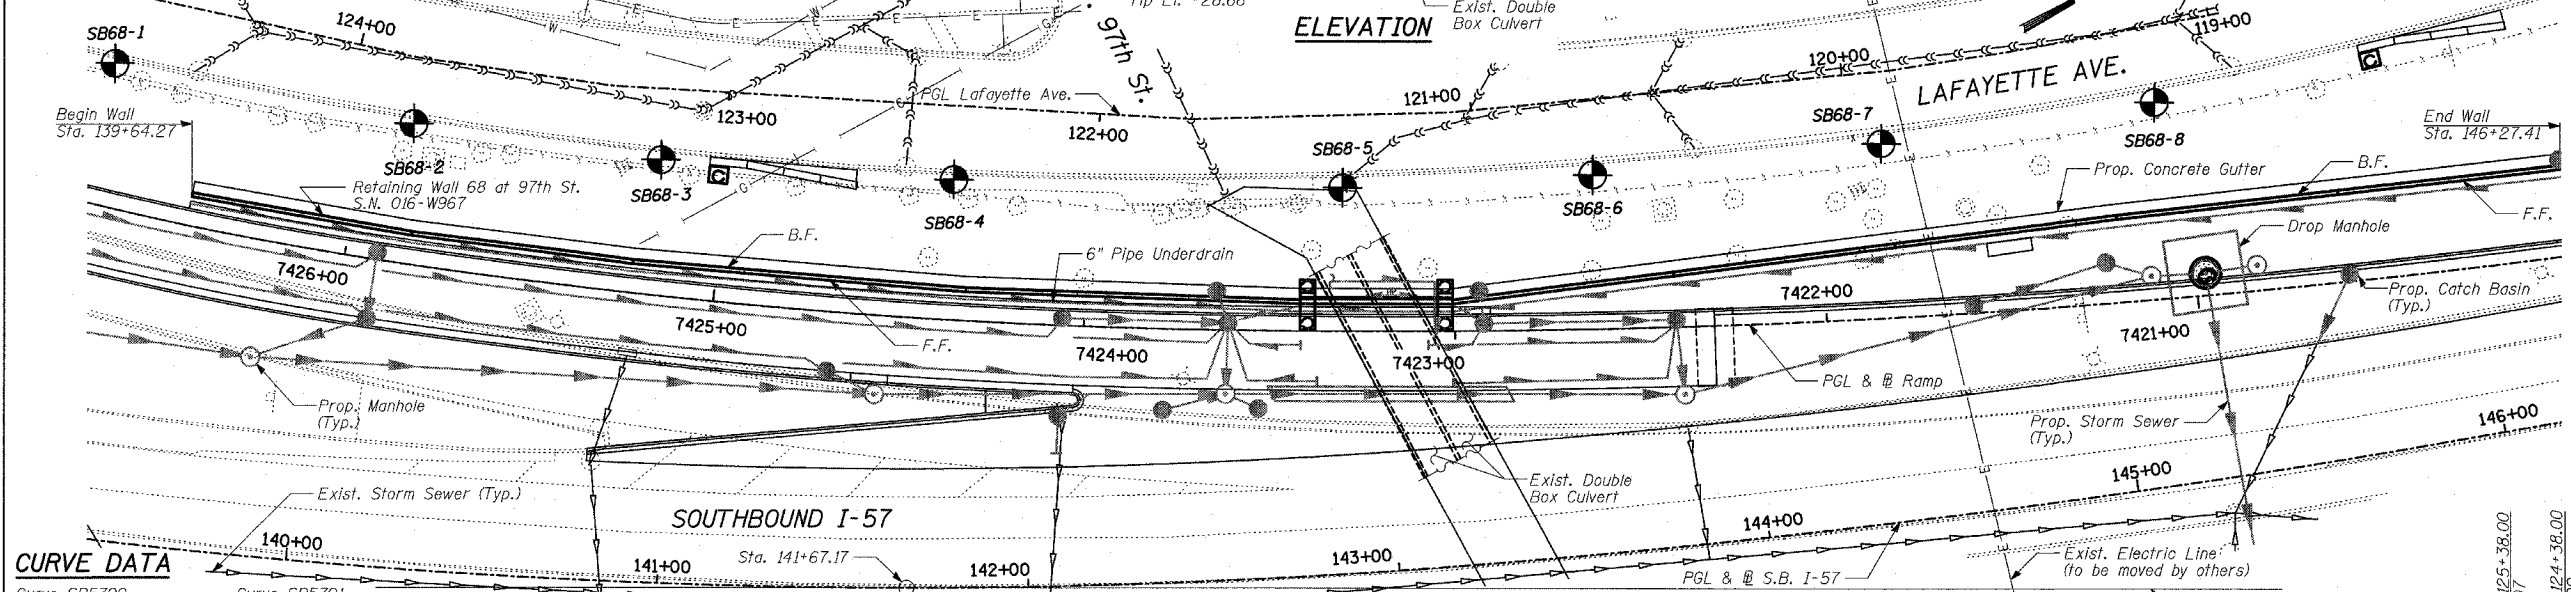 Exist. Double
Box Culvert
ELEVATION
97th St.
119+00
124+00
120+00
LAFAYETTE AVE.
SB68-1
PGL Lafayette Ave.
121+00
123+00
122+00
SB68-7
SB68-8
Begin Wall
Sta. 139+64.27
End Wall
Sta. 146+27.41
SB68-5
SB68-2
B.F.
Prop. Concrete Gutter
Retaining Wall 68 at 97th St.
S.N. 016-W967
C
C
SB68-3
SB68-4
SB68-6
F.F.
B.F.
Drop Manhole
6" Pipe Underdrain
7426+00
7422+00
Prop. Catch Basin
(Typ.)
7425+00
7421+00
F.F.
7424+00
7423+00
PGL & ℄ Ramp
Prop. Manhole
(Typ.)
Prop. Storm Sewer
(Typ.)
146+00
Exist. Double
Box Culvert
145+00
Exist. Storm Sewer (Typ.)
SOUTHBOUND I-57
144+00
140+00
Sta. 141+67.17
143+00
141+00
142+00
Exist. Electric Line
(to be moved by others)
PGL & ℄ S.B. I-57
CURVE DATA
125+38.00
124+38.00